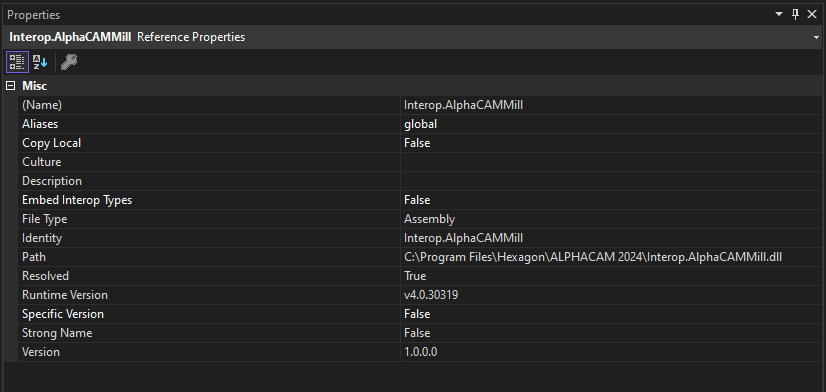 Properties
Interop.AlphaCAMMill Reference Properties
Misc
(Name) Interop.AlphaCAMMill
Aliases global
Copy Local False
Culture
Description
Embed Interop Types False
File Type Assembly
Identity Interop.AlphaCAMMill
Path C:\Program Files\Hexagon\ALPHACAM 2024\Interop.AlphaCAMMill.dll
Resolved True
Runtime Version v4.0.30319
Specific Version False
Strong Name False
Version 1.0.0.0